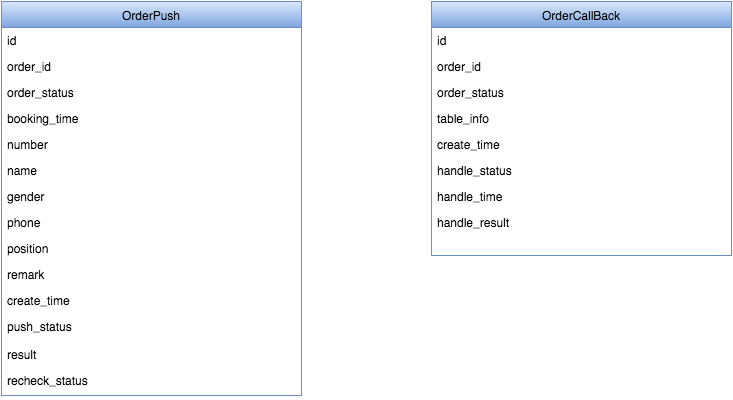 OrderPush
id
order_id
order_status
booking_time
number
name
gender
phone
position
remark
create_time
push_status
result
recheck_status
OrderCallBack
id
order_id
order_status
table_info
create_time
handle_status
handle_time
handle_result